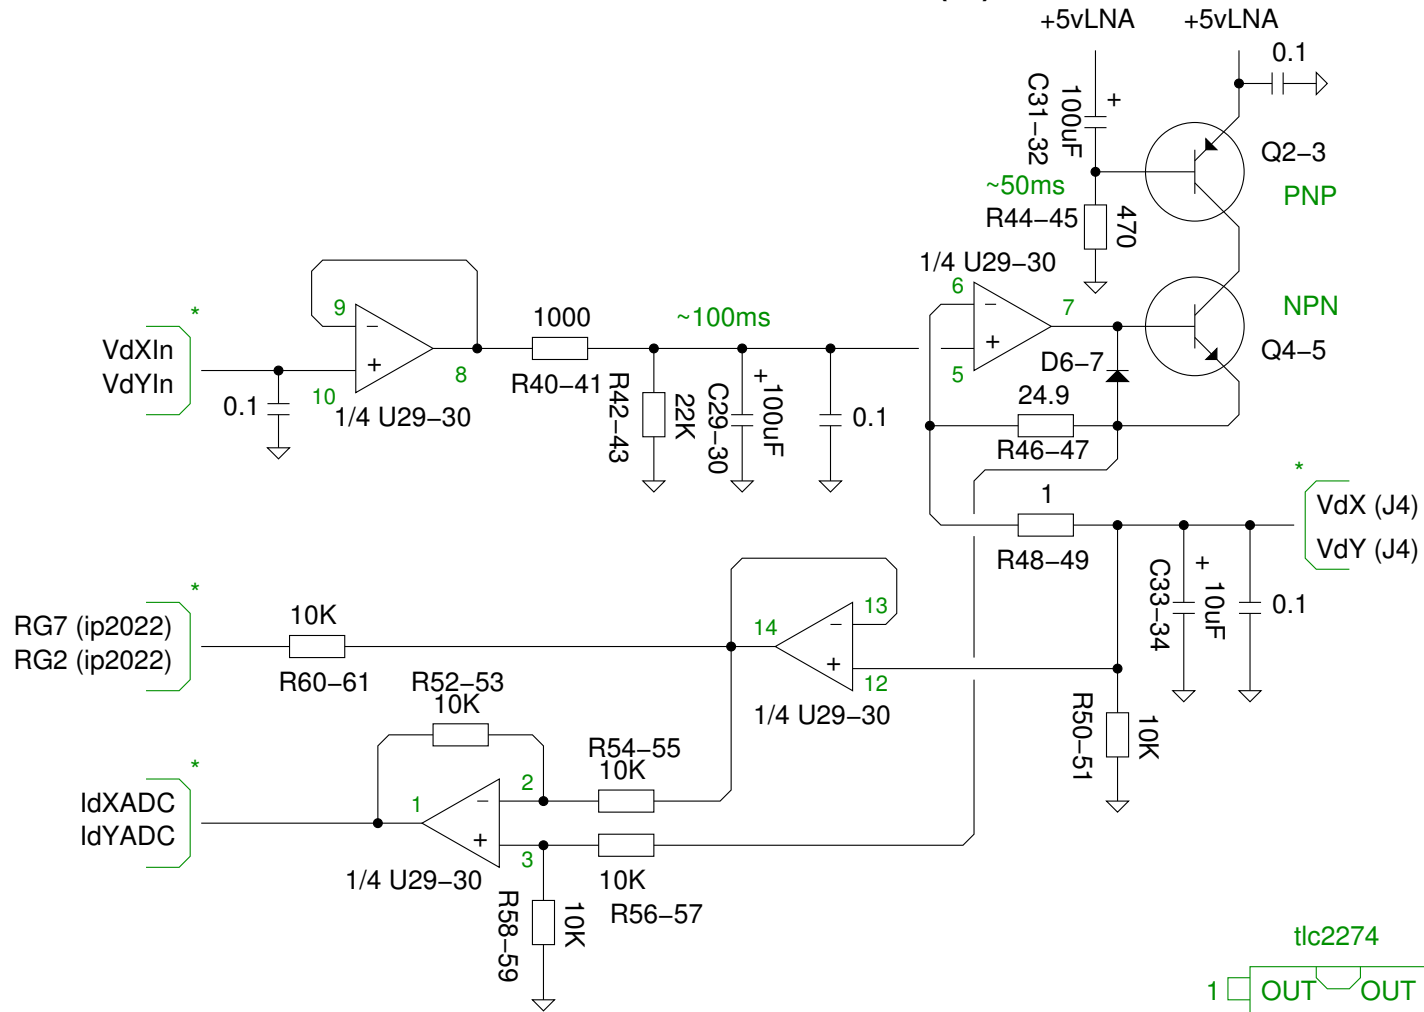 +5vLNA
+5vLNA
0.1
C31−32
100uF
+
Q2−3
PNP
~50ms
R44−45
470
1/4 U29−30
6
7
5
−
+
NPN
Q4−5
D6−7
24.9
R46−47
*
VdXIn
VdYIn
0.1
9
10
8
−
+
1/4 U29−30
1000
R40−41
~100ms
R42−43
22K
C29−30
+
100uF
0.1
1
R48−49
*
VdX (J4)
VdY (J4)
C33−34
+
10uF
0.1
*
RG7 (ip2022)
RG2 (ip2022)
10K
R60−61
14
13
12
−
+
1/4 U29−30
R50−51
10K
R52−53
10K
R54−55
10K
*
IdXADC
IdYADC
1
2
3
−
+
1/4 U29−30
10K
R56−57
R58−59
10K
tlc2274
1
OUT
OUT